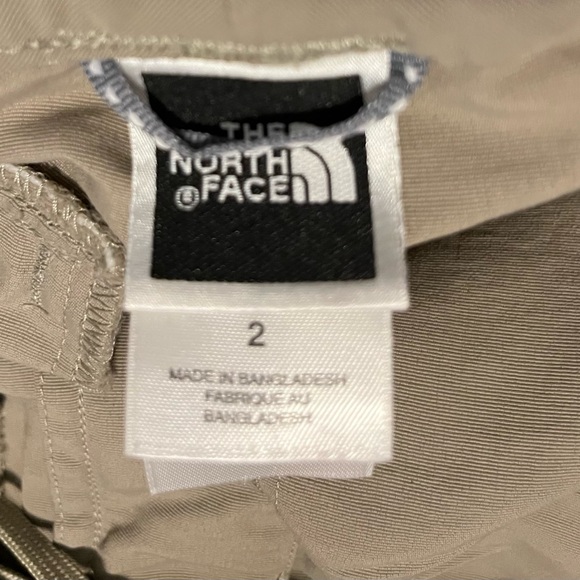 THE
NORTH
® FACE
2
MADE IN BANGLADESH
FABRIQUE AU
BANGLADESH